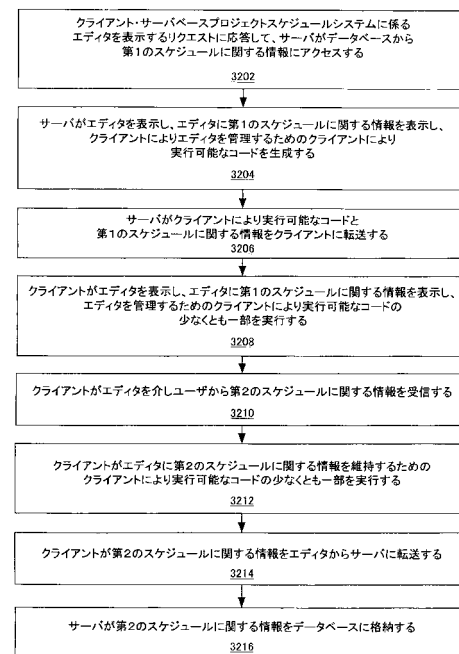 クライアント・サーバベースプロジェクトスケジュールシステムに係る
エディタを表示するリクエストに応答して、サーバがデータベースから
第1のスケジュールに関する情報にアクセスする
3202
サーバがエディタを表示し、エディタに第1のスケジュールに関する情報を表示し、
クライアントによりエディタを管理するためのクライアントにより
実行可能なコードを生成する
3204
サーバがクライアントにより実行可能なコードと
第1のスケジュールに関する情報をクライアントに転送する
3206
クライアントがエディタを表示し、エディタに第1のスケジュールに関する情報を表示し、
エディタを管理するためのクライアントにより実行可能なコードの
少なくとも一部を実行する
3208
クライアントがエディタを介しユーザから第2のスケジュールに関する情報を受信する
3210
クライアントがエディタに第2のスケジュールに関する情報を維持するための
クライアントにより実行可能なコードの少なくとも一部を実行する
3212
クライアントが第2のスケジュールに関する情報をエディタからサーバに転送する
3214
サーバが第2のスケジュールに関する情報をデータベースに格納する
3216